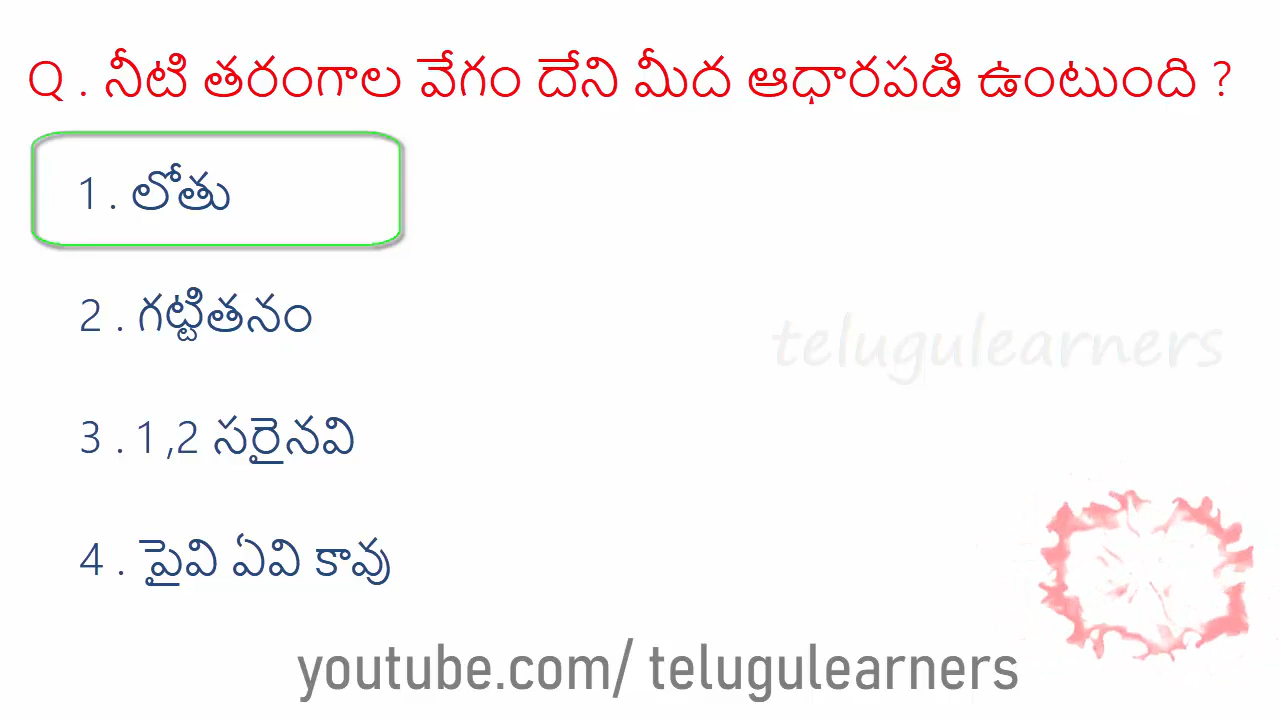 Q . నీటి తరంగాల వేగం దేని మీద ఆధారపడి ఉంటుంది ?
1 . లోతు
2 . గట్టితనం
telugulearners
3 . 1 ,2 సరైనవి
4 . పైవి ఏవి కావు
youtube.com/ telugulearners